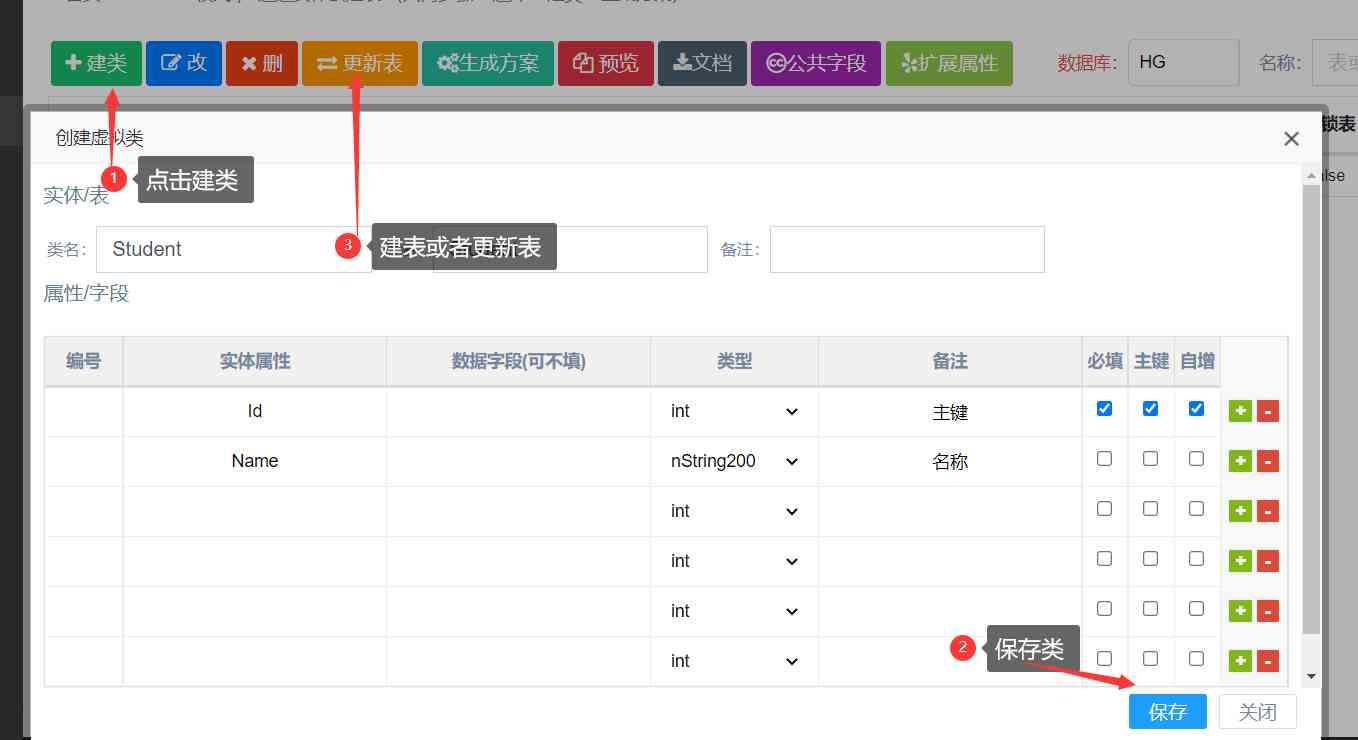 建类 改 删 更新表 生成方案 预览 文档 公共字段 扩展属性 数据库: HG 名称:
锁表
创建虚拟类
1 点击建类
实体/表
类名: Student
3 建表或者更新表
备注:
属性/字段
编号 实体属性 数据字段(可不填) 类型 备注 必填 主键 自增
Id int 主键 + -
Name nString200 名称 + -
int + -
int + -
int + -
int + -
2 保存类
保存 关闭